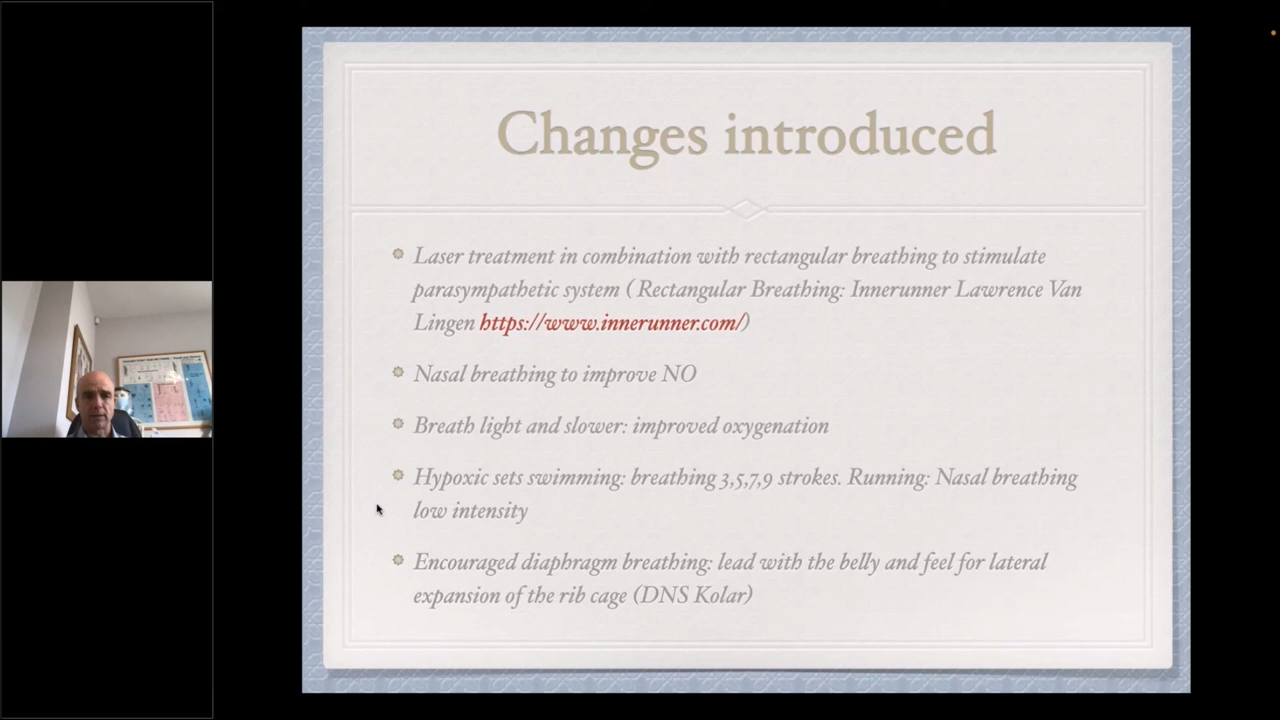 Changes introduced
Laser treatment in combination with rectangular breathing to stimulate
parasympathetic system ( Rectangular Breathing: Innerunner Lawrence Van
Lingen https://www.innerunner.com/)
Nasal breathing to improve NO
Breath light and slower: improved oxygenation
Hypoxic sets swimming: breathing 3,5,7,9 strokes. Running: Nasal breathing
low intensity
Encouraged diaphragm breathing: lead with the belly and feel for lateral
expansion of the rib cage (DNS Kolar)